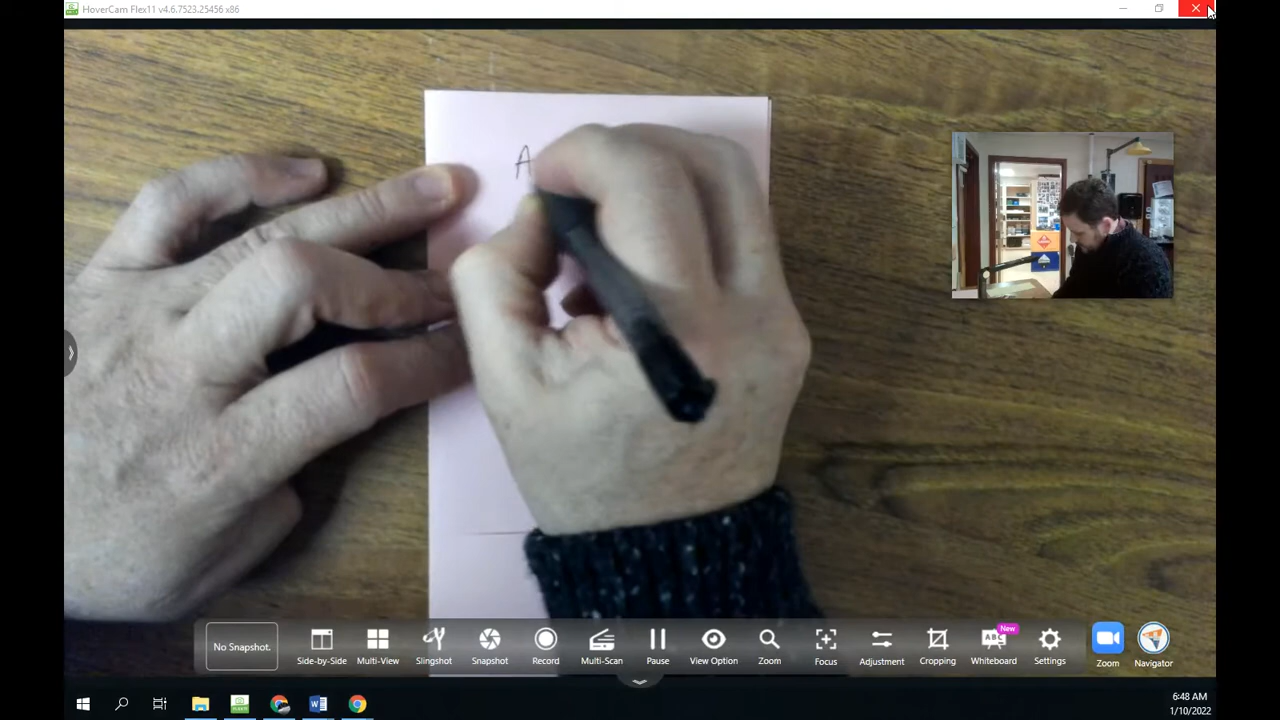 HoverCam Flex11 v4.6.7523.25456 x86
A
No Snapshot.
Side-by-Side
Multi-View
Slingshot
Snapshot
Record
Multi-Scan
Pause
View Option
Zoom
Focus
Adjustment
Cropping
New
ABC
Whiteboard
Settings
Zoom
Navigator
6:48 AM
1/10/2022